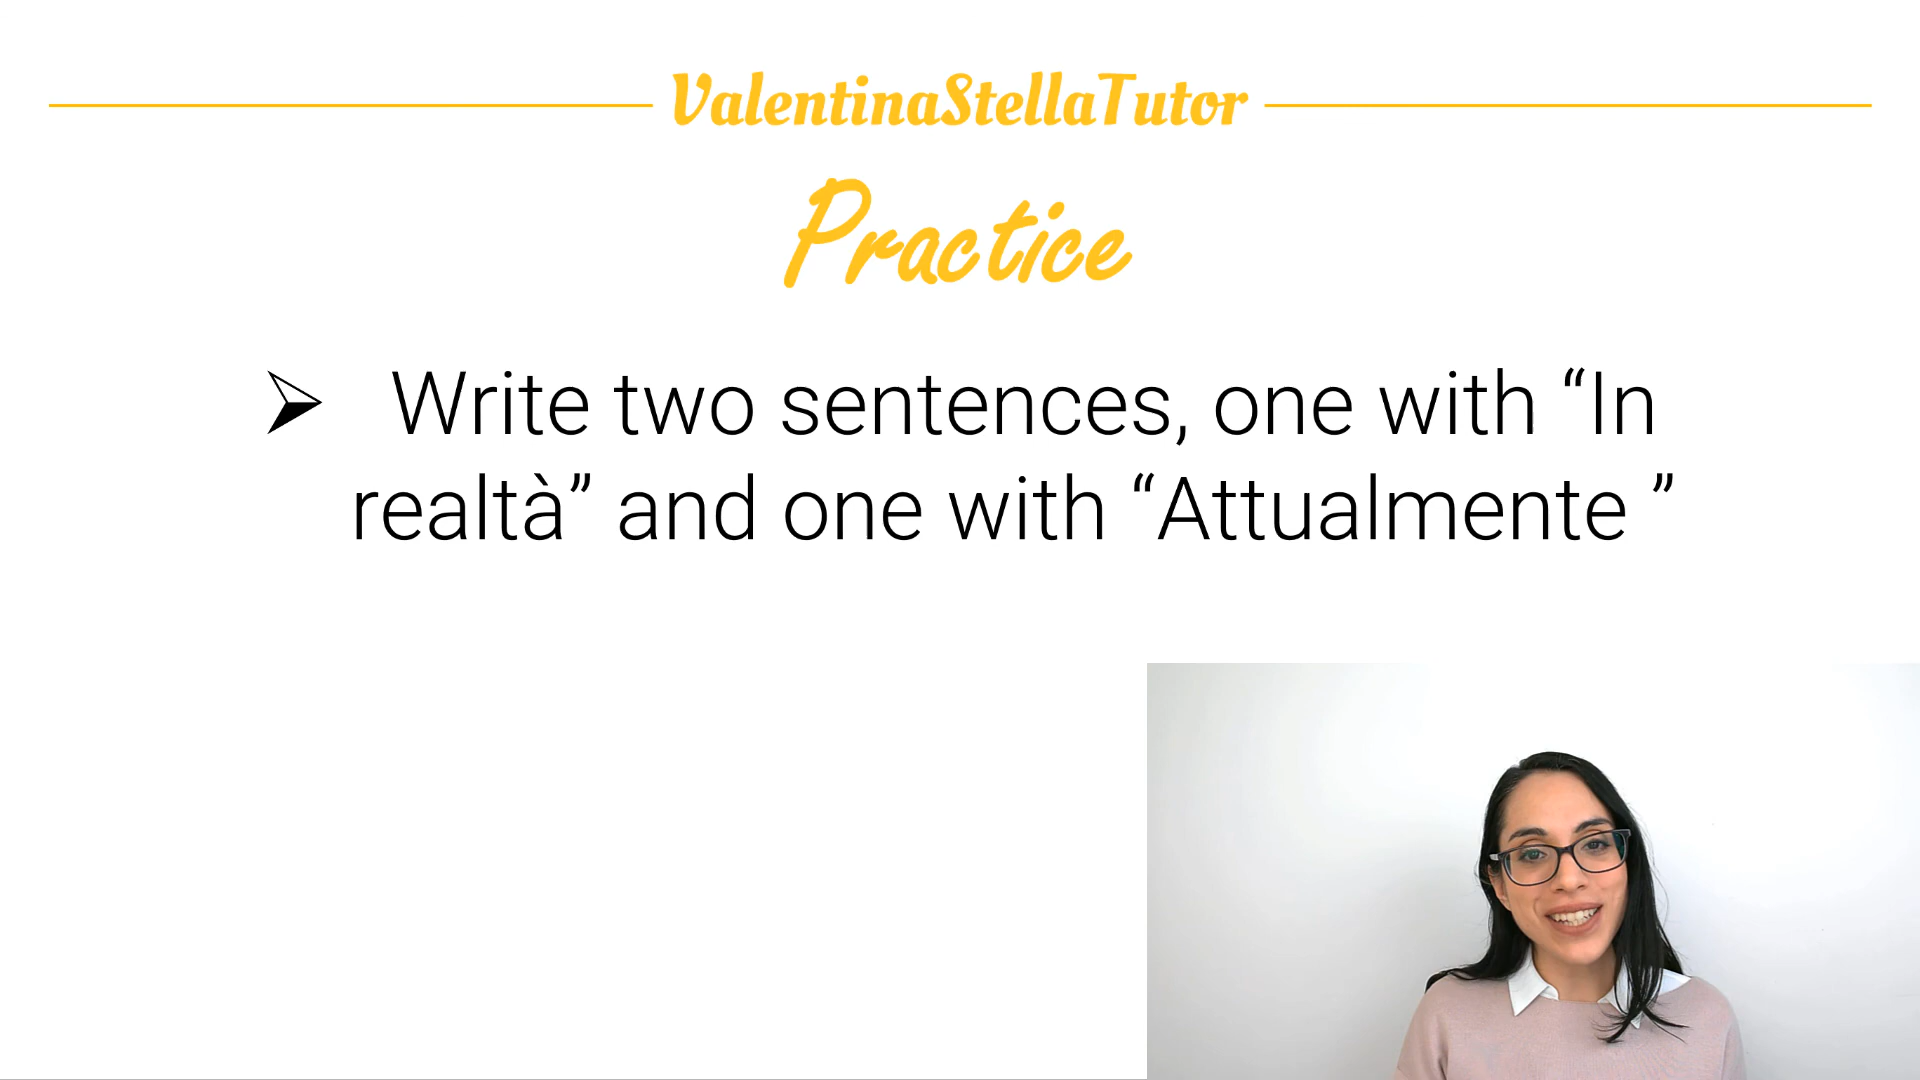 ValentinaStellaTutor
Practice
➢ Write two sentences, one with “In
realtà” and one with “Attualmente ”